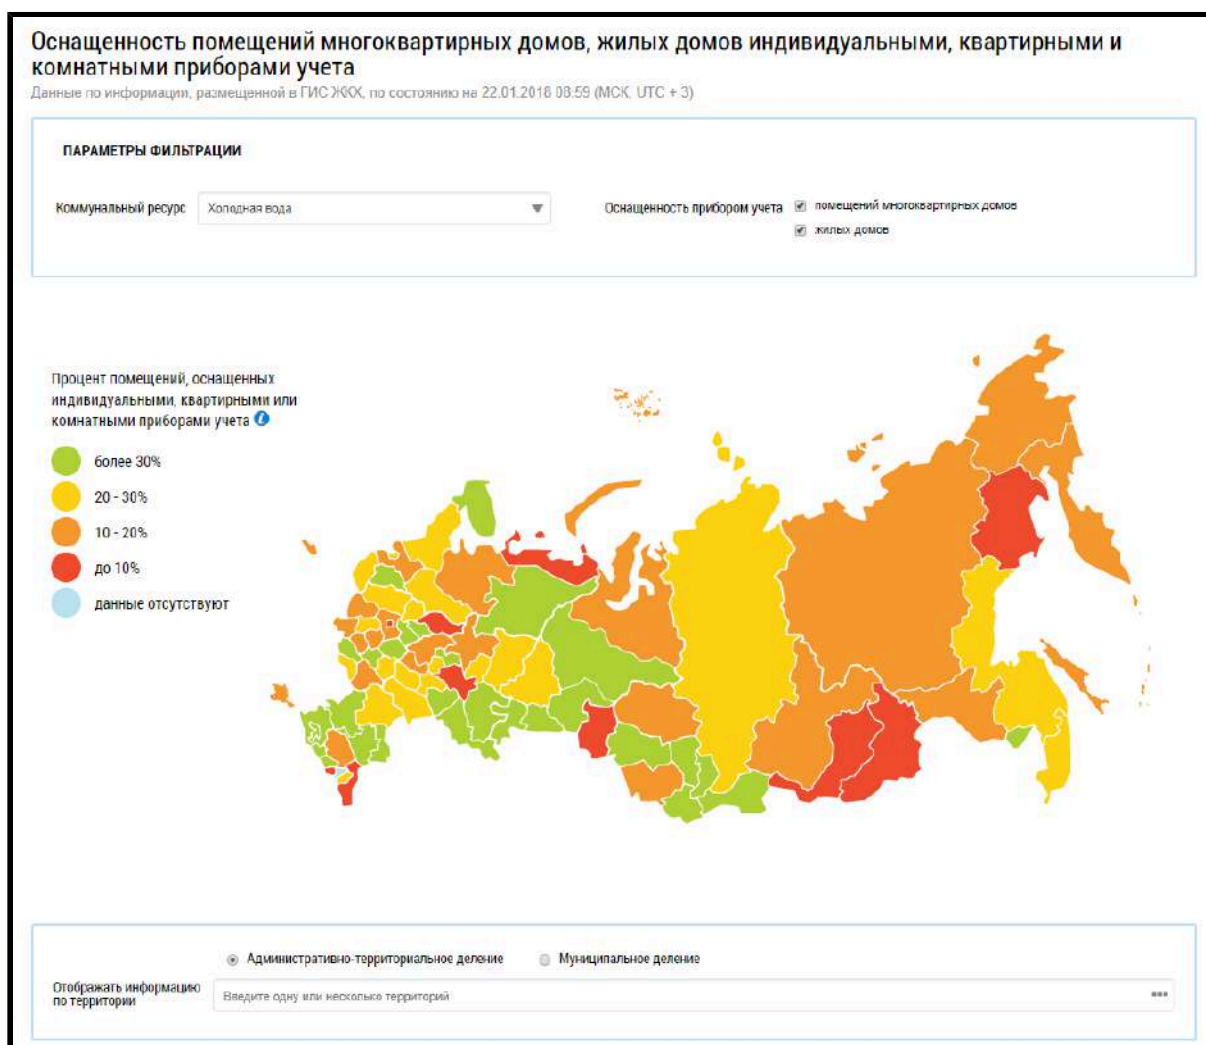 Оснащенность помещений многоквартирных домов, жилых домов индивидуальными, квартирными и
комнатными приборами учета
Данные по информации, размещенной в ГИС ЖКХ, по состоянию на 22.01.2018 08:59 (МСК, UTC + 3)
ПАРАМЕТРЫ ФИЛЬТРАЦИИ
Коммунальный ресурс Холодная вода Оснащенность прибором учета помещений многоквартирных домов
жилых домов
Процент помещений, оснащенных
индивидуальными, квартирными или
комнатными приборами учета
более 30%
20 - 30%
10 - 20%
до 10%
данные отсутствуют
Административно-территориальное деление Муниципальное деление
Отображать информацию
по территории
Введите одну или несколько территорий